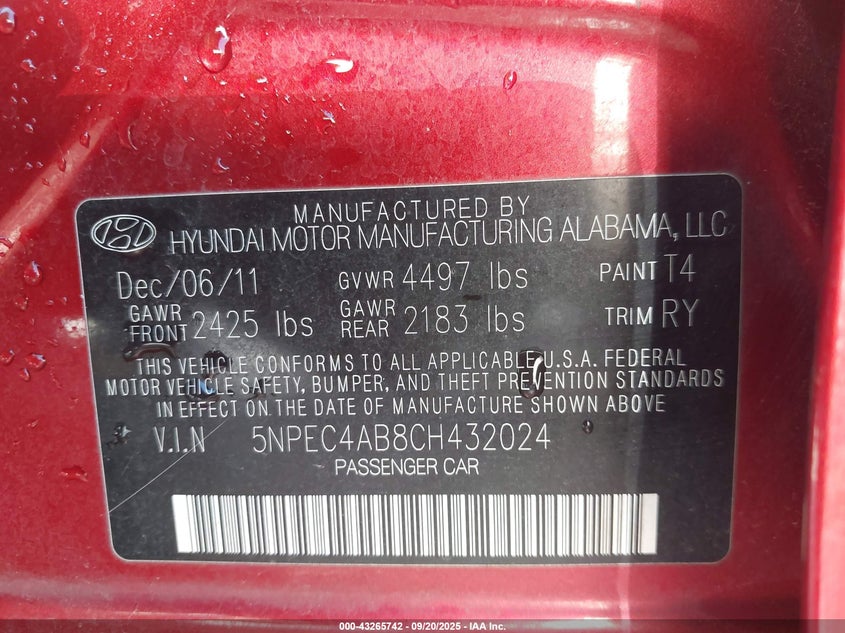 MANUFACTURED BY
HYUNDAI MOTOR MANUFACTURING ALABAMA, LLC
Dec/06/11 GVWR 4497 lbs PAINT T4
GAWR FRONT 2425 lbs GAWR REAR 2183 lbs TRIM RY
THIS VEHICLE CONFORMS TO ALL APPLICABLE U.S.A. FEDERAL
MOTOR VEHICLE SAFETY, BUMPER, AND THEFT PREVENTION STANDARDS
IN EFFECT ON THE DATE OF MANUFACTURE SHOWN ABOVE
V.I.N 5NPEC4AB8CH432024
PASSENGER CAR
000-43265742 | 09/20/2025 | IAA Inc.